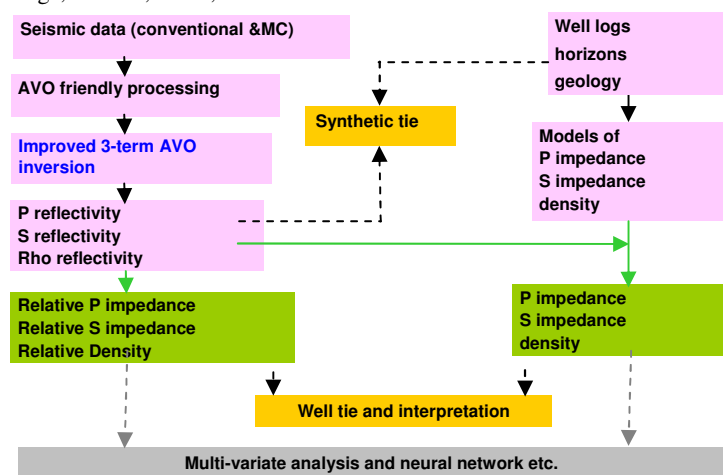 Seismic data (conventional &MC)
AVO friendly processing
Improved 3-term AVO
inversion
P reflectivity
S reflectivity
Rho reflectivity
Relative P impedance
Relative S impedance
Relative Density
Synthetic tie
Well logs
horizons
geology
Models of
P impedance
S impedance
density
P impedance
S impedance
density
Well tie and interpretation
Multi-variate analysis and neural network etc.